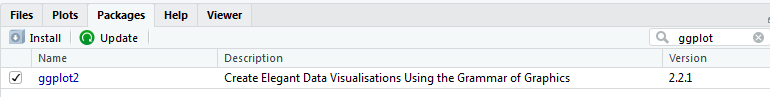 Files Plots Packages Help Viewer
Install Update ggplot
Name Description Version
ggplot2 Create Elegant Data Visualisations Using the Grammar of Graphics 2.2.1